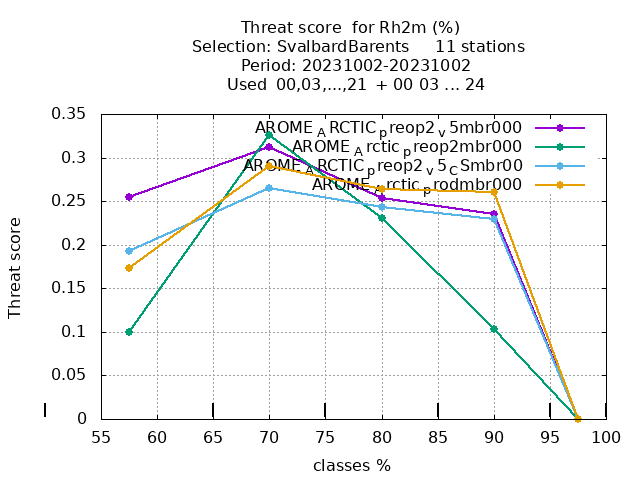 Threat score for Rh2m (%)
Selection: SvalbardBarents 11 stations
Period: 20231002-20231002
Used 00,03,...,21 + 00 03 ... 24
AROME_ARCTIC_preop2_v5mbr000
AROME_Arctic_preop2mbr000
AROME_ARCTIC_preop2_v5_CSmbr00
AROME_Arctic_prodmbr000
Threat score
0.35
0.3
0.25
0.2
0.15
0.1
0.05
0
55 60 65 70 75 80 85 90 95 100
classes %